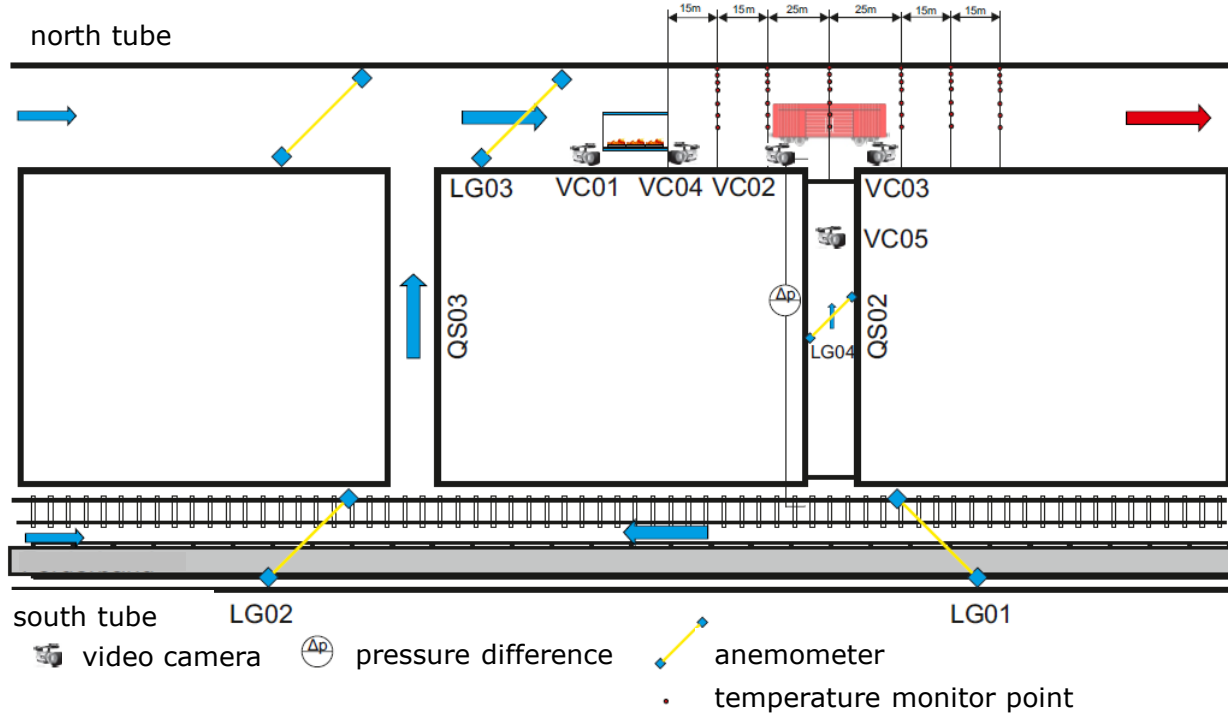 15m 15m 25m 25m 15m 15m
north tube
LG03 VC01 VC04 VC02 VC03
VC05
Δp
QS03
QS02
LG04
south tube
LG02 LG01
video camera
Δp
pressure difference
anemometer
temperature monitor point